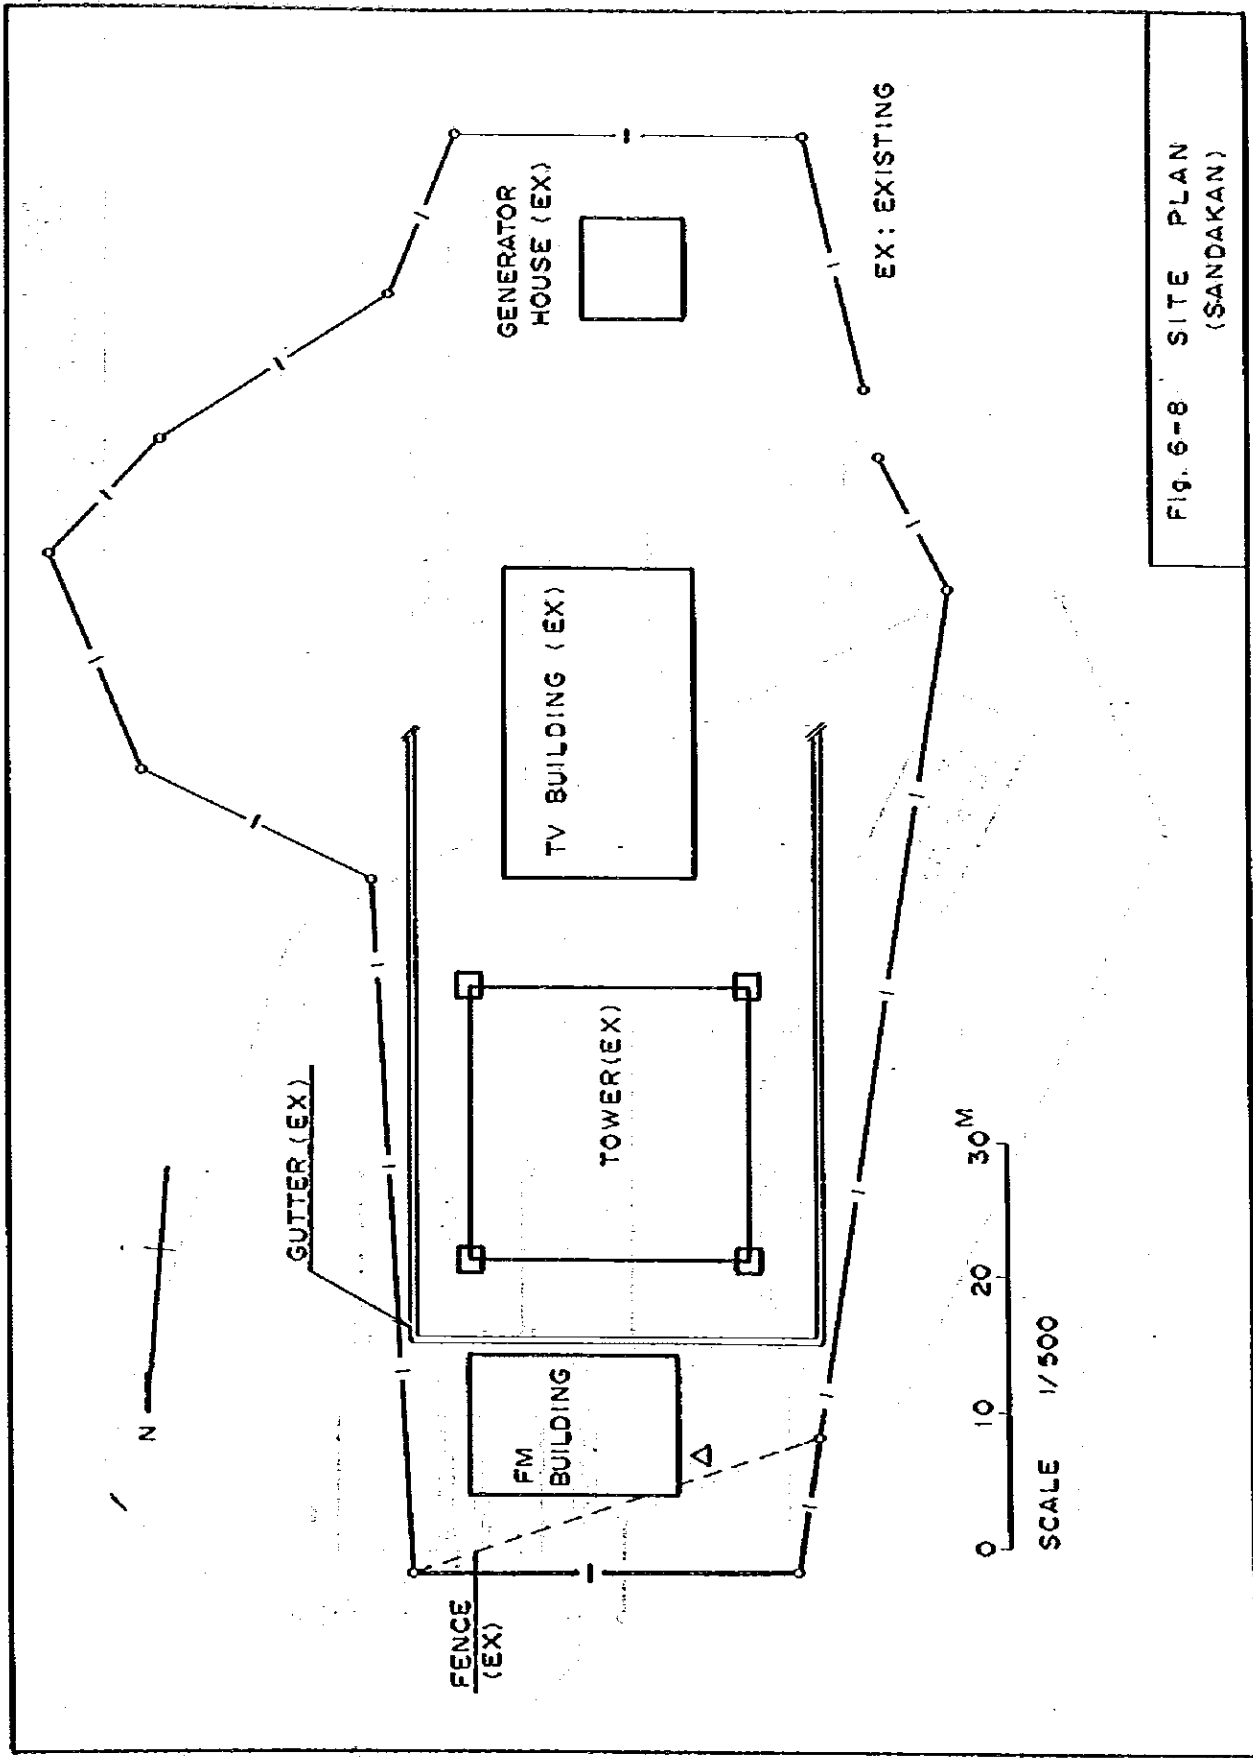 N
GUTTER (EX)
FENCE
(EX)
FM
BUILDING
TOWER(EX)
TV BUILDING (EX)
GENERATOR
HOUSE (EX)
EX: EXISTING
0 10 20 30M
SCALE 1/500
Fig. 6-8 SITE PLAN
(SANDAKAN)